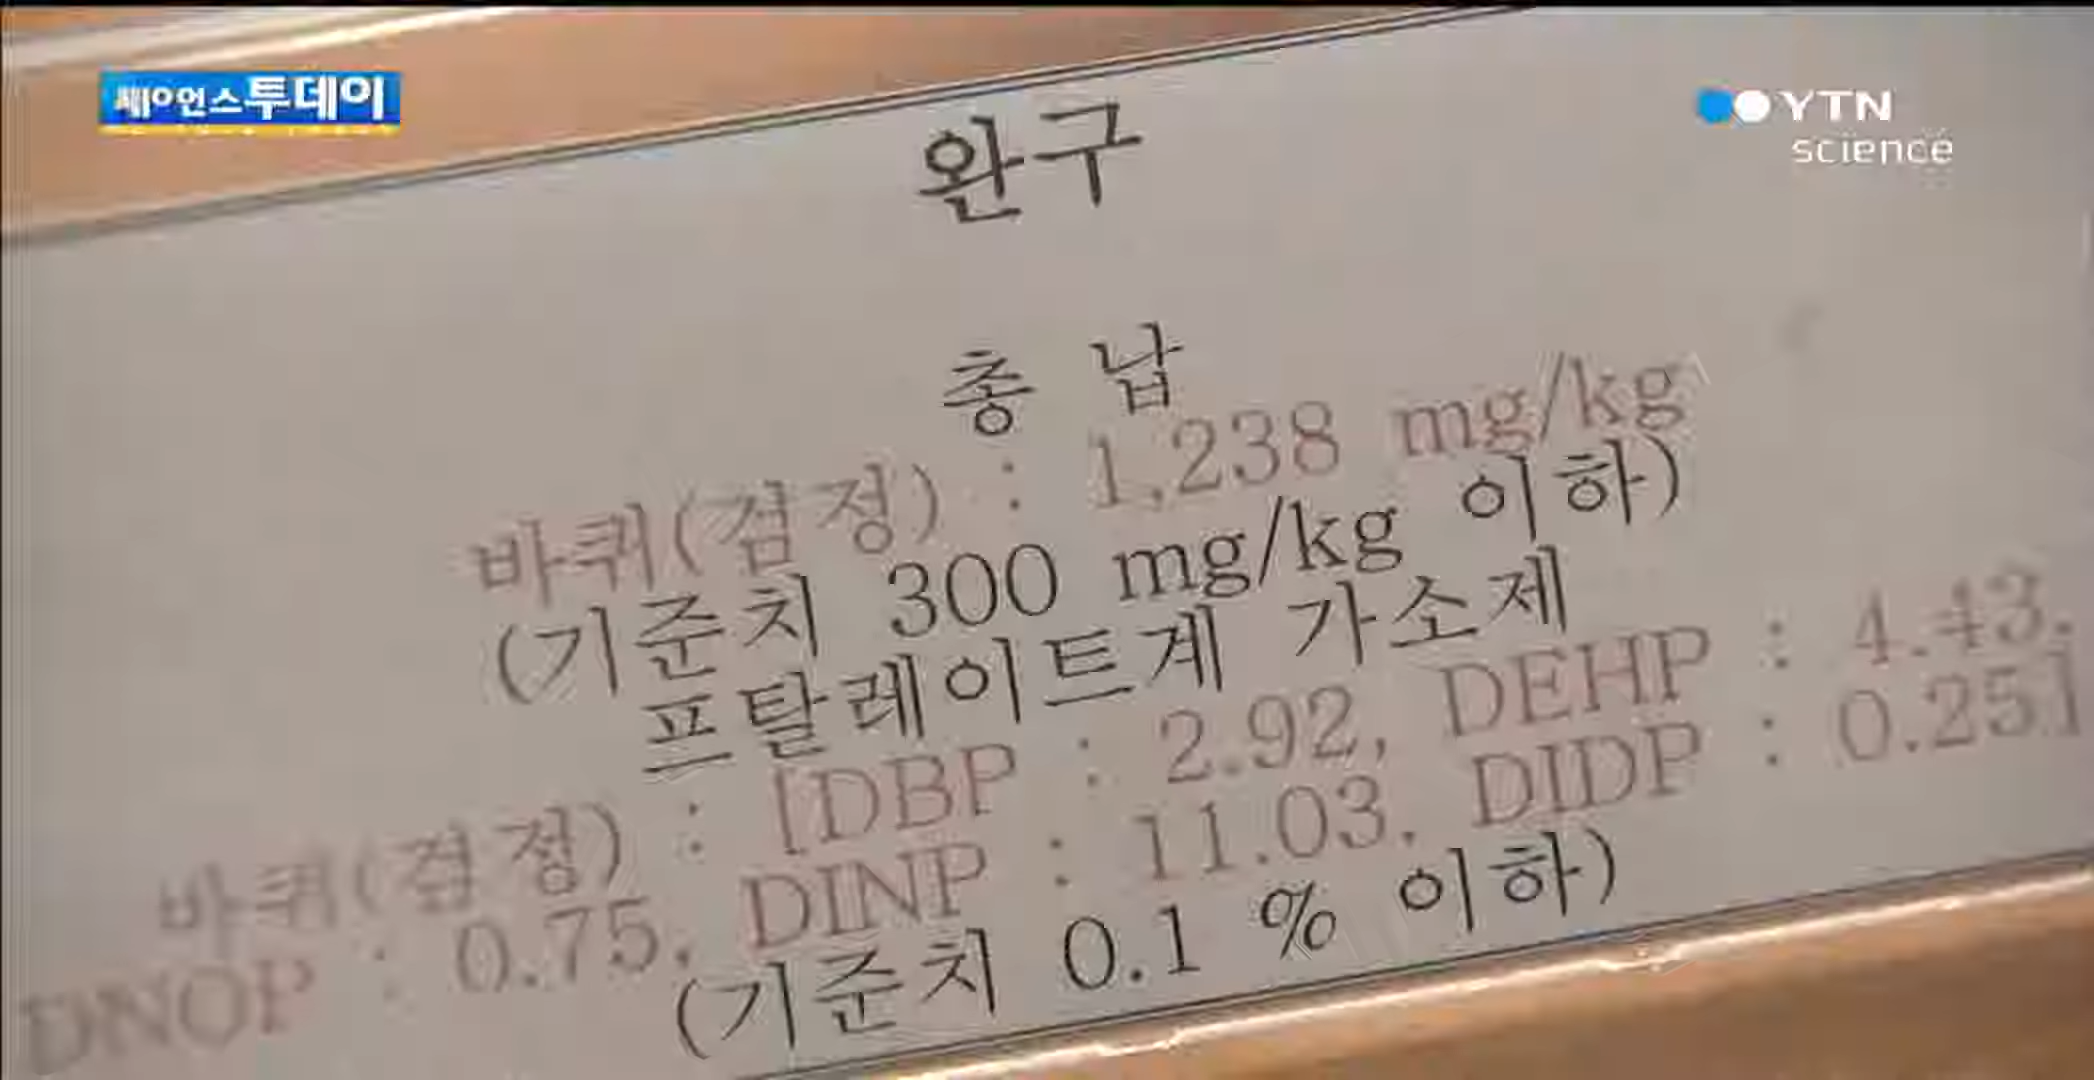 사이언스투데이
YTN
science
완구
총 납
바퀴(검정) : 1,238 mg/kg
(기준치 300 mg/kg 이하)
프탈레이트계 가소제
바퀴(검정) : [DBP : 2.92, DEHP : 4.43,
DNOP : 0.75, DINP : 11.03, DIDP : 0.25]
(기준치 0.1 % 이하)